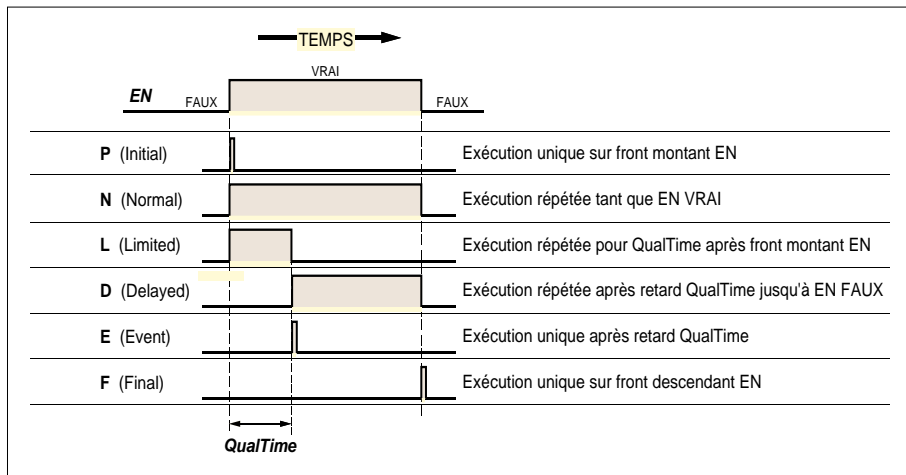 TEMPS
VRAI
EN FAUX FAUX
P (Initial) Exécution unique sur front montant EN
N (Normal) Exécution répétée tant que EN VRAI
L (Limited) Exécution répétée pour QualTime après front montant EN
D (Delayed) Exécution répétée après retard QualTime jusqu'à EN FAUX
E (Event) Exécution unique après retard QualTime
F (Final) Exécution unique sur front descendant EN
QualTime